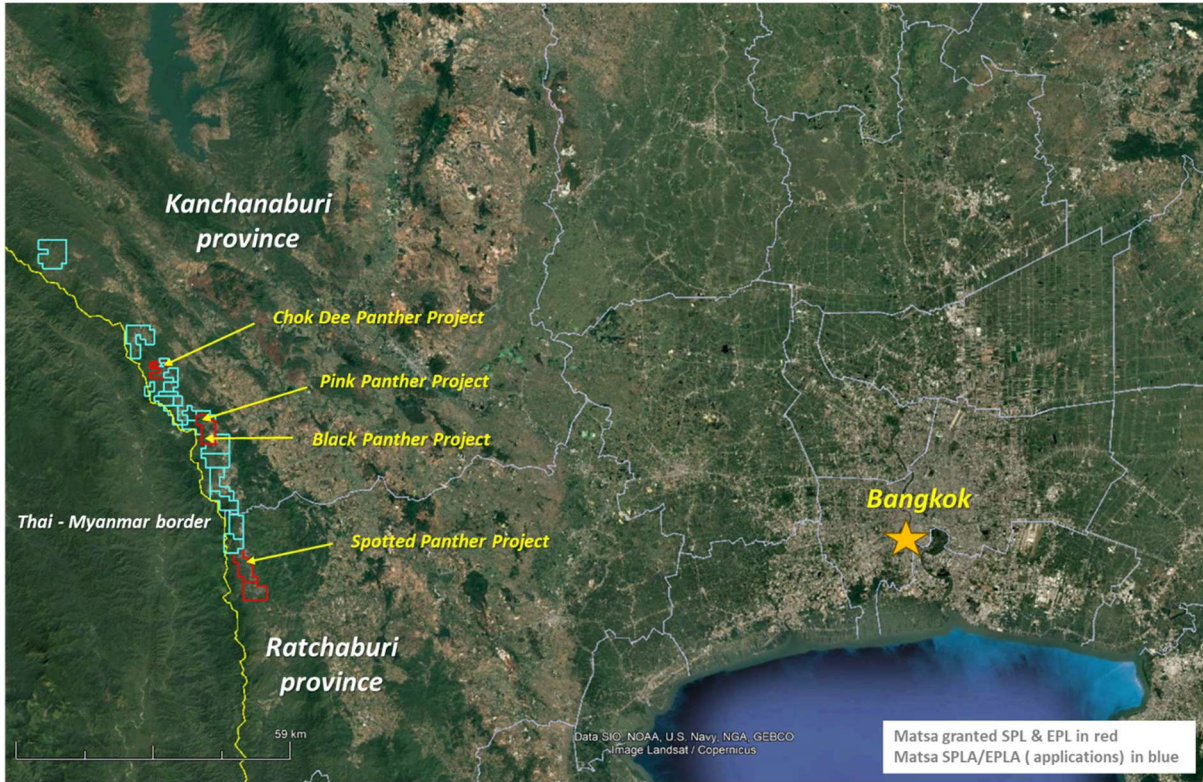 Kanchanaburi
province
Chok Dee Panther Project
Pink Panther Project
Black Panther Project
Bangkok
Thai - Myanmar border
Spotted Panther Project
Ratchaburi
province
59 km
Data SIO, NOAA, U.S. Navy, NGA, GEBCO
Image Landsat / Copernicus
Matsa granted SPL & EPL in red
Matsa SPLA/EPLA ( applications) in blue